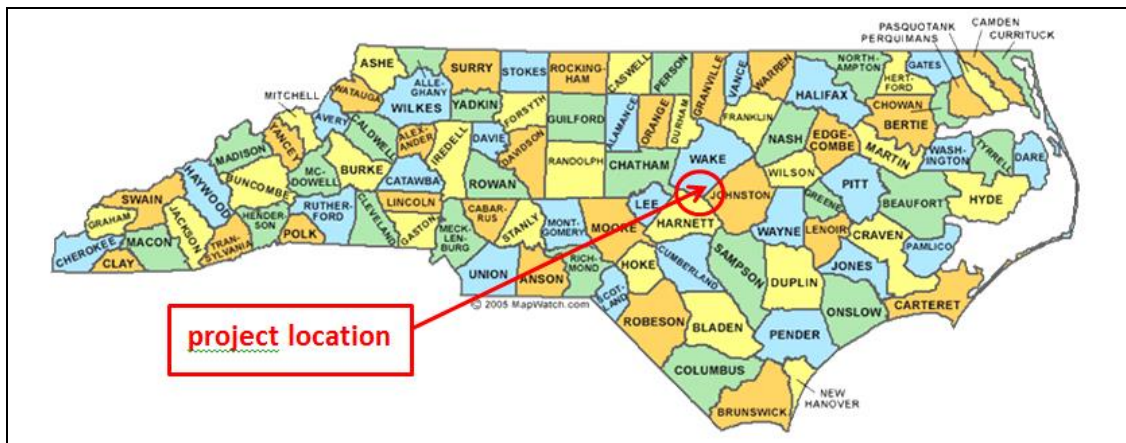 PASQUOTANK
CAMDEN
PERQUIMANS
CURRITUCK
ASHE
ALLE-
GHANY
SURRY
STOKES
ROCKING-
HAM
CASWELL
PERSON
GRANVILLE
VANCE
WARREN
NORTH-
AMPTON
HERT-
FORD
GATES
HALIFAX
CHOWAN
BERTIE
MITCHELL
WATAUGA
WILKES
YADKIN
FORSYTH
GUILFORD
ALAMANCE
ORANGE
DURHAM
FRANKLIN
NASH
EDGE-
COMBE
MARTIN
WASH-
INGTON
TYRRELL
DARE
YANCEY
AVERY
CALDWELL
ALEX-
ANDER
IREDELL
DAVIE
DAVIDSON
RANDOLPH
CHATHAM
WAKE
WILSON
PITT
BEAUFORT
HYDE
MADISON
BUNCOMBE
MC-
DOWELL
BURKE
CATAWBA
ROWAN
LEE
JOHNSTON
GREENE
HAYWOOD
SWAIN
GRAHAM
JACKSON
HENDER-
SON
RUTHER-
FORD
CLEVELAND
LINCOLN
GASTON
CABAR-
RUS
STANLY
MONT-
GOMERY
MOORE
HARNETT
WAYNE
LENOIR
CRAVEN
PAMLICO
CHEROKEE
MACON
CLAY
TRAN-
SYLVANIA
POLK
MECK-
LEN-
BURG
UNION
ANSON
RICH-
MOND
SCOT-
LAND
HOKE
CUMBERLAND
SAMPSON
DUPLIN
JONES
CARTERET
ONSLOW
© 2005 MapWatch.com
ROBESON
BLADEN
PENDER
project location
COLUMBUS
NEW
HANOVER
BRUNSWICK